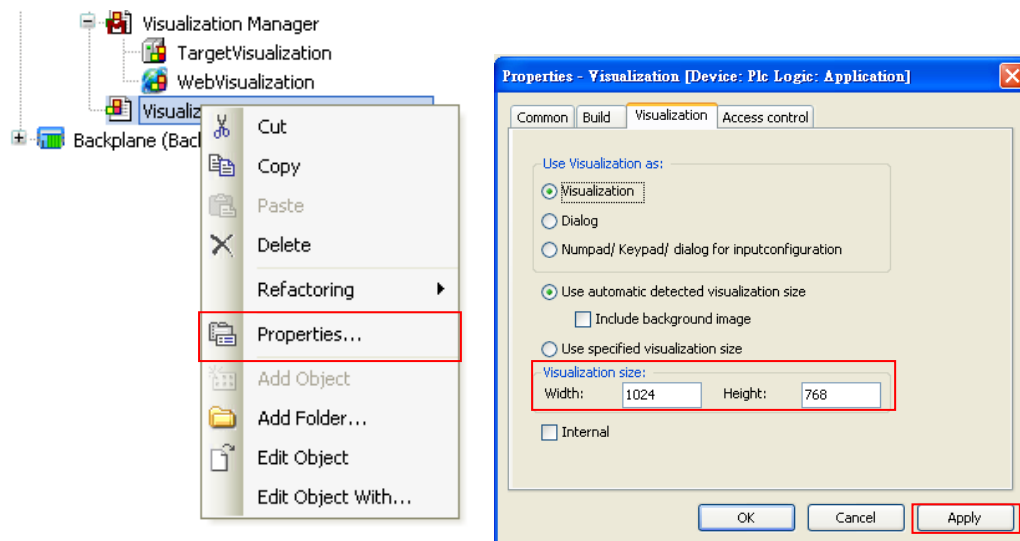 Visualization Manager
TargetVisualization
WebVisualization
Visualiz
Backplane (Bac
Cut
Copy
Paste
Delete
Refactoring
Properties...
Add Object
Add Folder...
Edit Object
Edit Object With...
Properties - Visualization [Device: Plc Logic: Application]
Common Build Visualization Access control
Use Visualization as:
Visualization
Dialog
Numpad/ Keypad/ dialog for inputconfiguration
Use automatic detected visualization size
Include background image
Use specified visualization size
Visualization size:
Width: 1024 Height: 768
Internal
OK Cancel Apply